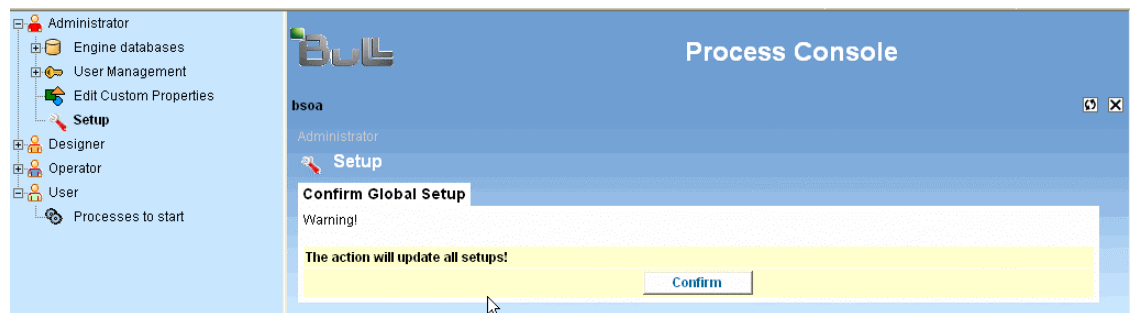 Administrator
Engine databases
User Management
Edit Custom Properties
Setup
Designer
Operator
User
Processes to start
Bull
Process Console
bsoa
Administrator
Setup
Confirm Global Setup
Warning!
The action will update all setups!
Confirm